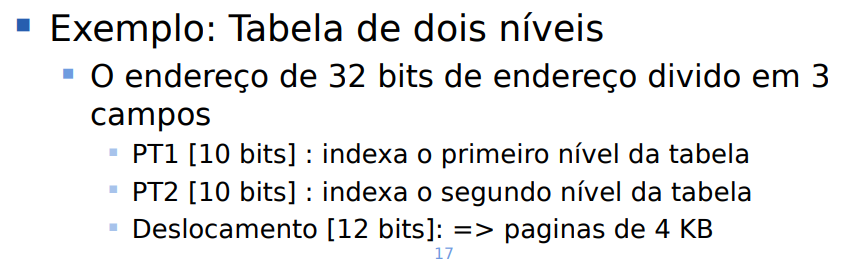 Exemplo: Tabela de dois níveis
O endereço de 32 bits de endereço divido em 3
campos
PT1 [10 bits] : indexa o primeiro nível da tabela
PT2 [10 bits] : indexa o segundo nível da tabela
Deslocamento [12 bits]: => paginas de 4 KB
17